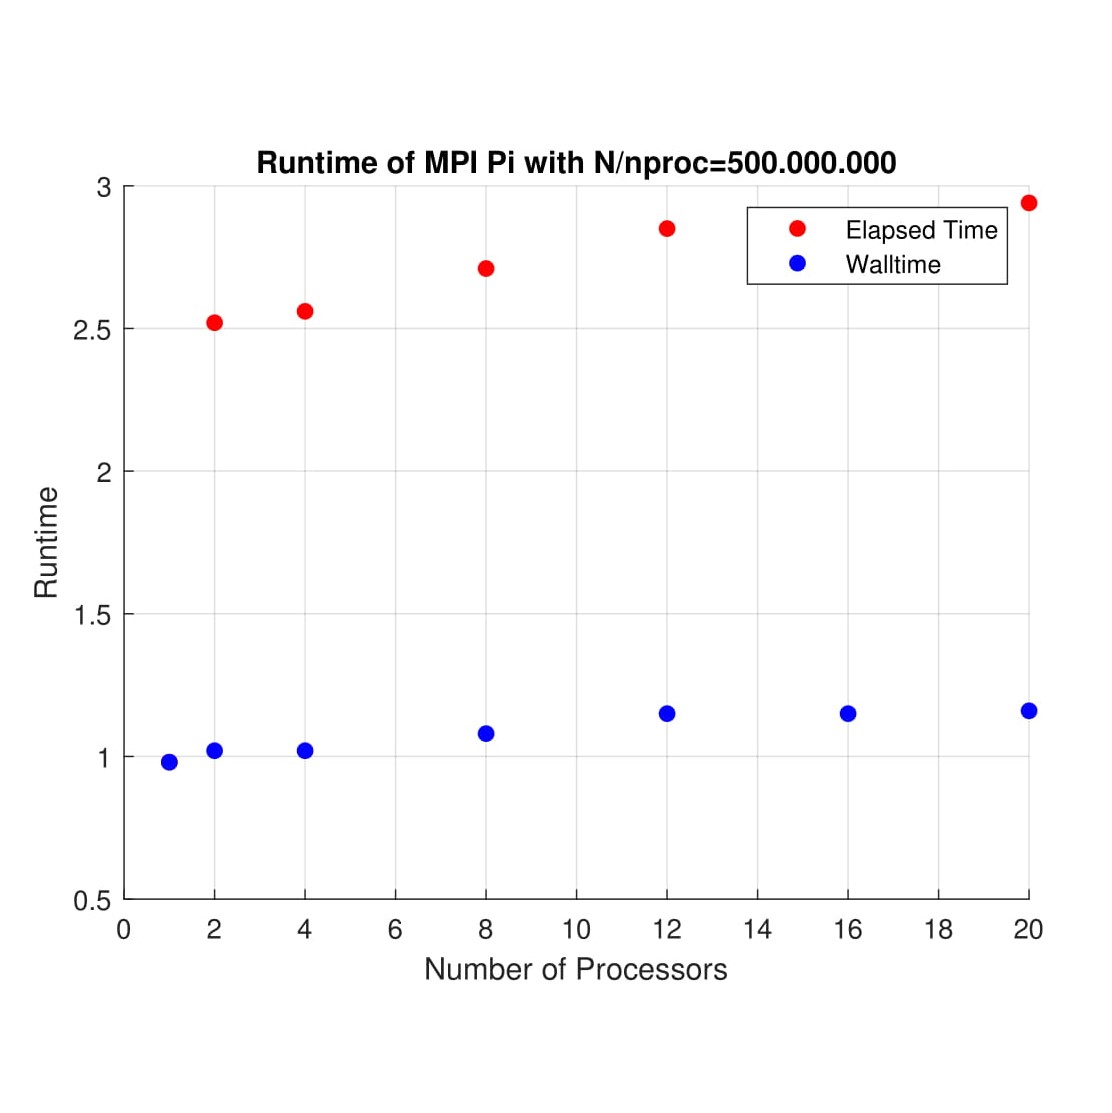 Runtime of MPI Pi with N/nproc=500.000.000
3
Elapsed Time
Walltime
2.5
2
1.5
1
0.5
Runtime
0 2 4 6 8 10 12 14 16 18 20
Number of Processors